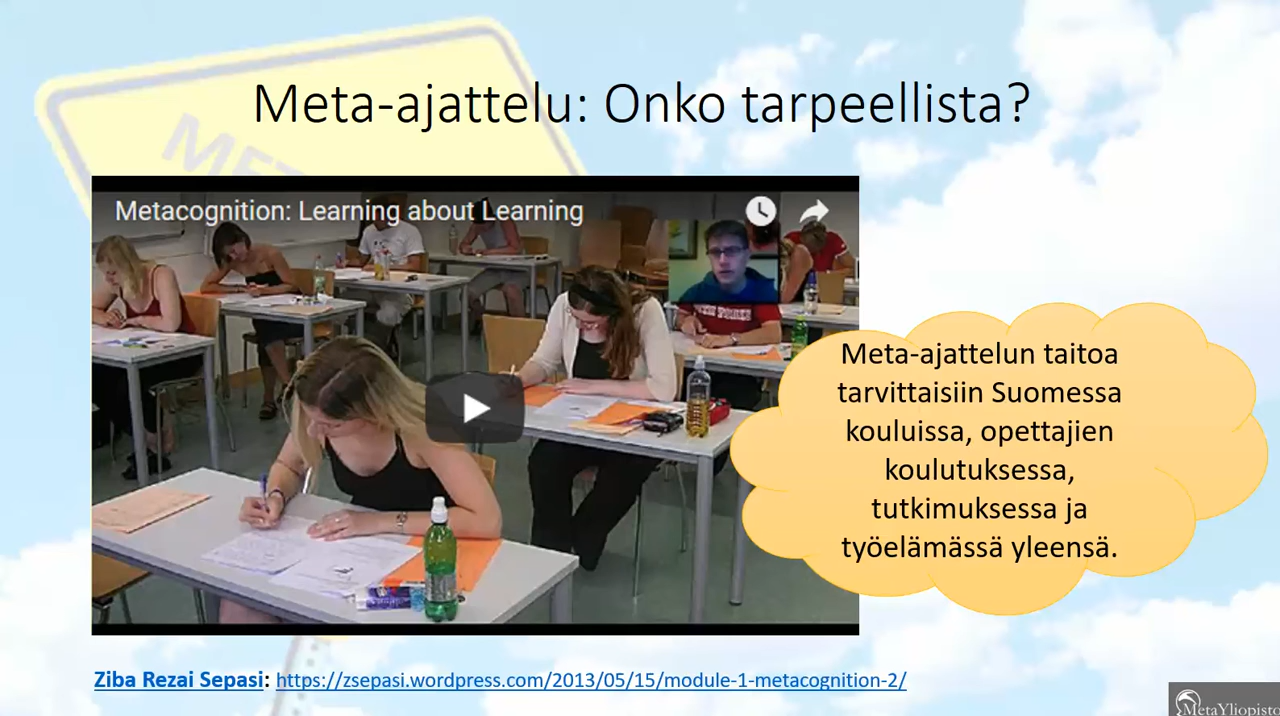 Meta-ajattelu: Onko tarpeellista?
MET
Metacognition: Learning about Learning
Meta-ajattelun taitoa
tarvittaisiin Suomessa
kouluissa, opettajien
koulutuksessa,
tutkimuksessa ja
työelämässä yleensä.
Ziba Rezai Sepasi: https://zsepasi.wordpress.com/2013/05/15/module-1-metacognition-2/
MetaYliopisto